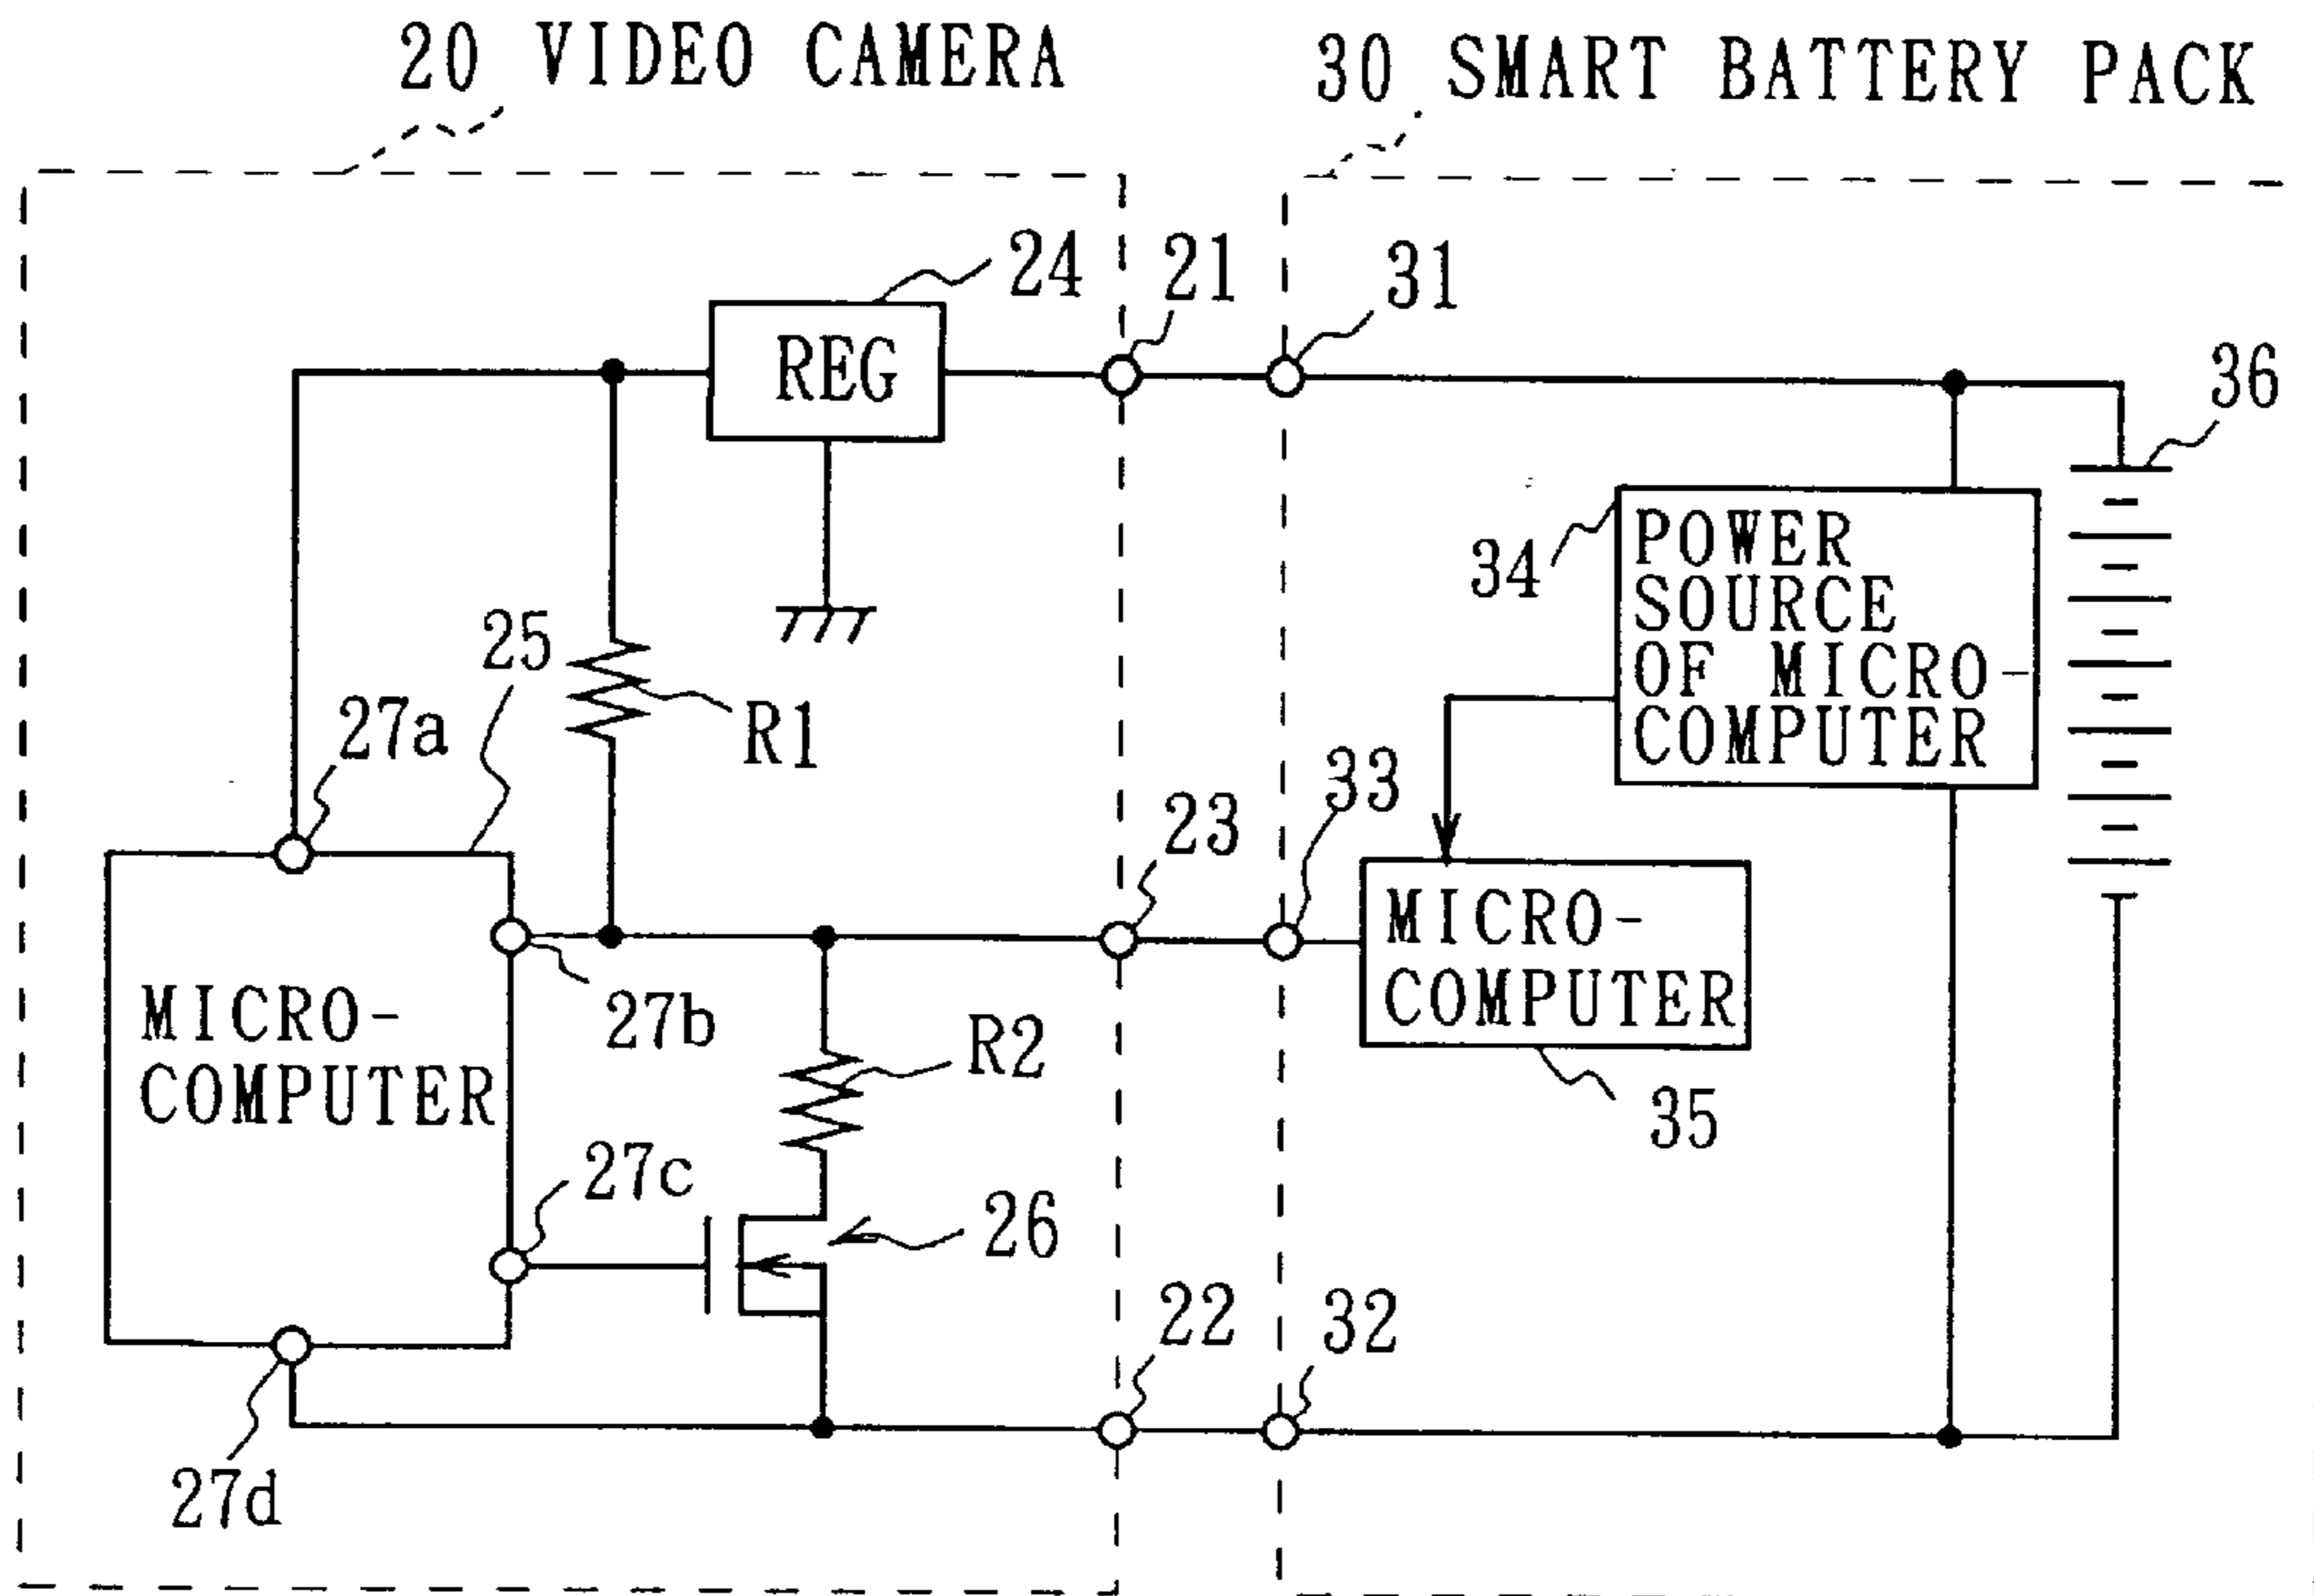 20 VIDEO CAMERA
30 SMART BATTERY PACK
24
21
31
REG
36
34
POWER
SOURCE
OF MICRO-
COMPUTER
25
27a
R1
23
33
MICRO-
COMPUTER
27b
MICRO-
COMPUTER
R2
35
27c
26
22
32
27d